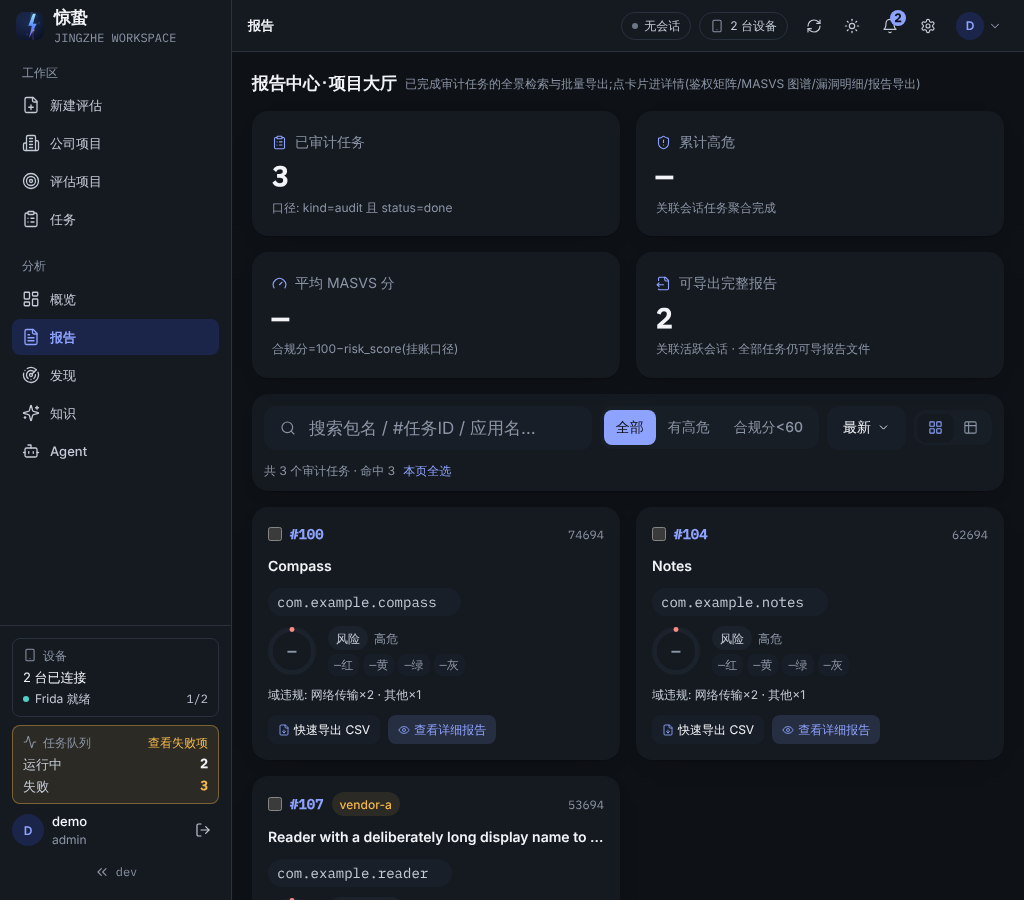 惊蛰
JINGZHE WORKSPACE
工作区
新建评估
公司项目
评估项目
任务
分析
概览
报告
发现
知识
Agent
设备
2 台已连接
Frida 就绪 1/2
任务队列 查看失败项
运行中 2
失败 3
D
demo
admin
dev
报告
无会话
2 台设备
2
D
报告中心·项目大厅 已完成审计任务的全景检索与批量导出;点卡片进详情(鉴权矩阵/MASVS 图谱/漏洞明细/报告导出)
已审计任务
3
口径: kind=audit 且 status=done
累计高危
—
关联会话任务聚合完成
平均 MASVS 分
—
合规分=100−risk_score(挂账口径)
可导出完整报告
2
关联活跃会话 · 全部任务仍可导报告文件
搜索包名 / #任务ID / 应用名...
全部 有高危 合规分<60
最新
共 3 个审计任务 · 命中 3 本页全选
#100 74694
Compass
com.example.compass
—
风险 高危
—红 —黄 —绿 —灰
域违规: 网络传输×2 · 其他×1
快速导出 CSV 查看详细报告
#104 62694
Notes
com.example.notes
—
风险 高危
—红 —黄 —绿 —灰
域违规: 网络传输×2 · 其他×1
快速导出 CSV 查看详细报告
#107 vendor-a 53694
Reader with a deliberately long display name to ...
com.example.reader